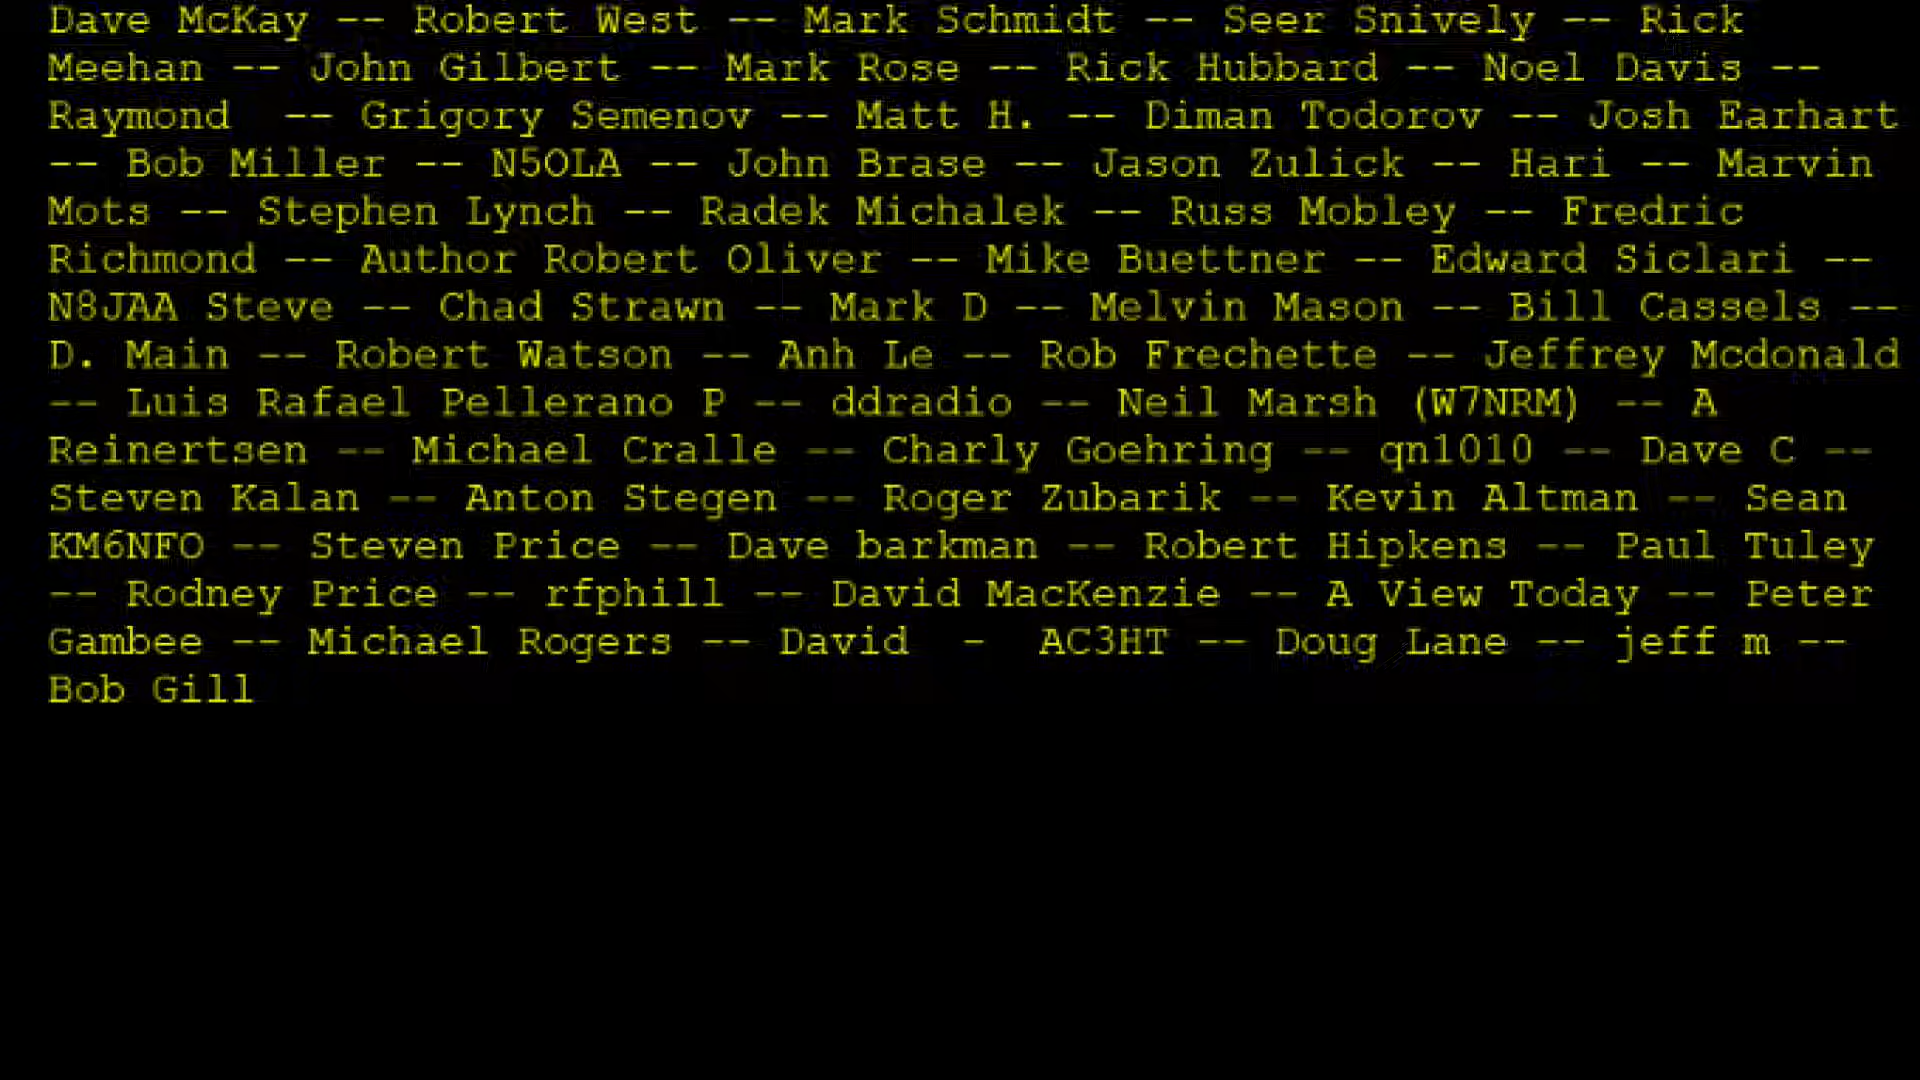 Dave McKay -- Robert West -- Mark Schmidt -- Seer Snively -- Rick
Meehan -- John Gilbert -- Mark Rose -- Rick Hubbard -- Noel Davis --
Raymond  -- Grigory Semenov -- Matt H. -- Diman Todorov -- Josh Earhart
-- Bob Miller -- N5OLA -- John Brase -- Jason Zulick -- Hari -- Marvin
Mots -- Stephen Lynch -- Radek Michalek -- Russ Mobley -- Fredric
Richmond -- Author Robert Oliver -- Mike Buettner -- Edward Siclari --
N8JAA Steve -- Chad Strawn -- Mark D -- Melvin Mason -- Bill Cassels --
D. Main -- Robert Watson -- Anh Le -- Rob Frechette -- Jeffrey Mcdonald
-- Luis Rafael Pellerano P -- ddradio -- Neil Marsh (W7NRM) -- A
Reinertsen -- Michael Cralle -- Charly Goehring -- qn1010 -- Dave C --
Steven Kalan -- Anton Stegen -- Roger Zubarik -- Kevin Altman -- Sean
KM6NFO -- Steven Price -- Dave barkman -- Robert Hipkens -- Paul Tuley
-- Rodney Price -- rfphill -- David MacKenzie -- A View Today -- Peter
Gambee -- Michael Rogers -- David  -  AC3HT -- Doug Lane -- jeff m --
Bob Gill